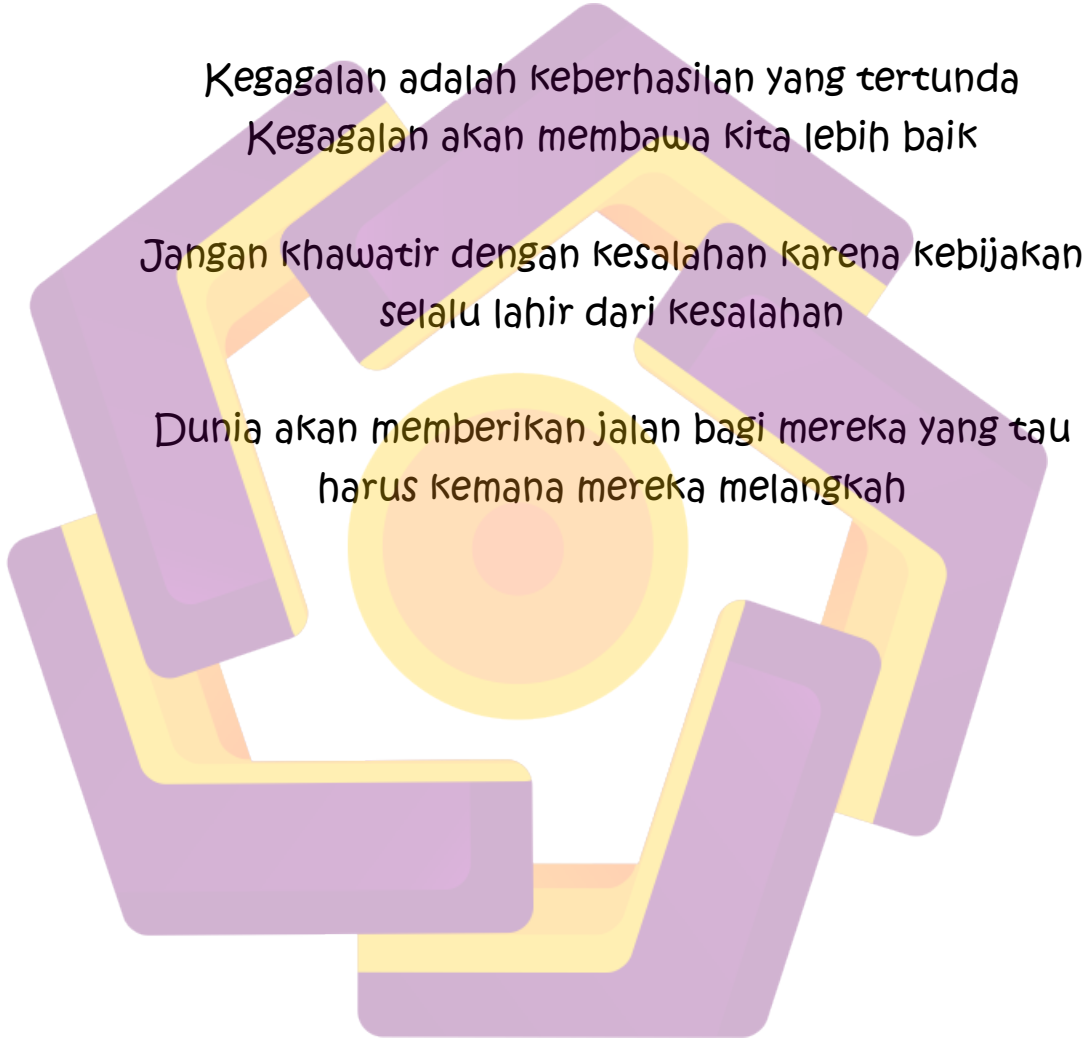 Kegagalan adalah keberhasilan yang tertunda
Kegagalan akan membawa kita lebih baik
Jangan khawatir dengan kesalahan karena kebijakan
selalu lahir dari kesalahan
Dunia akan memberikan jalan bagi mereka yang tau
harus kemana mereka melangkah